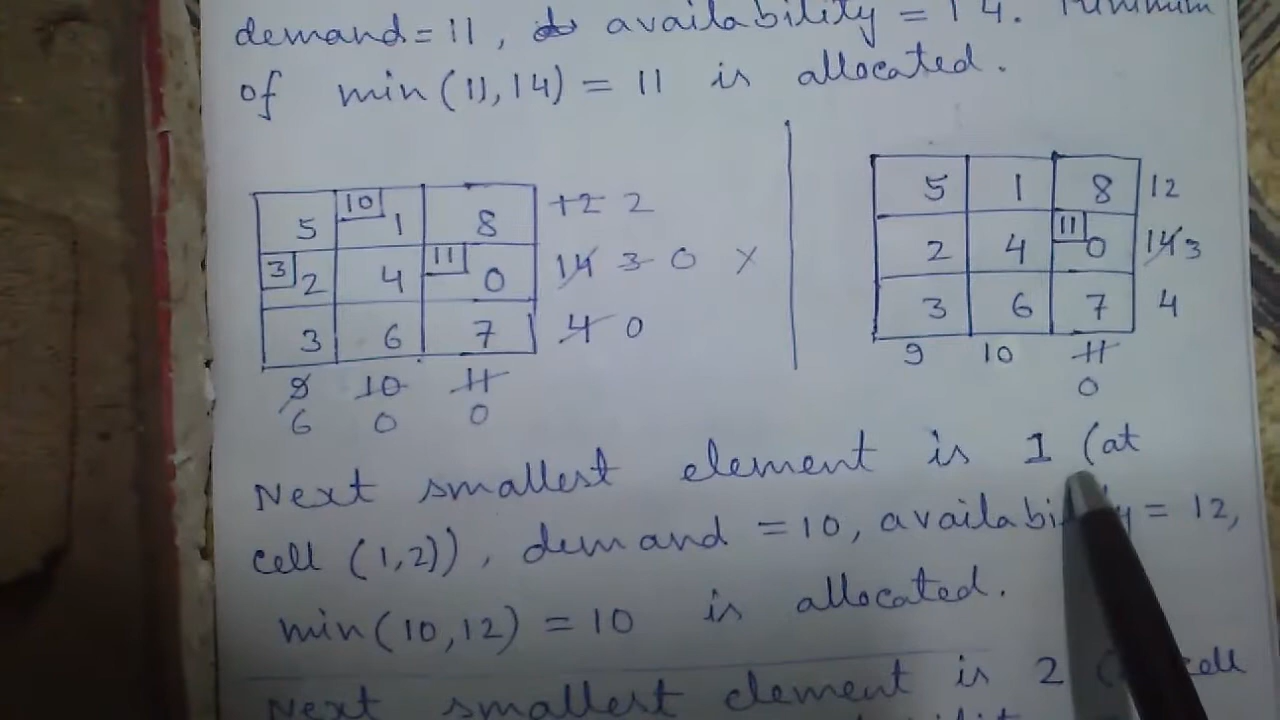 demand = 11, availability = 14. Minimum
of min (11, 14) = 11 is allocated.
10
5 1 8 12 2
3 11
2 4 0 14 3 0 ×
3 6 7 4 0
9 10 11
6 0 0
5 1 8 12
11
2 4 0 14 3
3 6 7 4
9 10 11
0
Next smallest element is 1 (at
cell (1,2)), demand = 10, availability = 12,
min (10, 12) = 10 is allocated.
Next smallest element is 2 cell